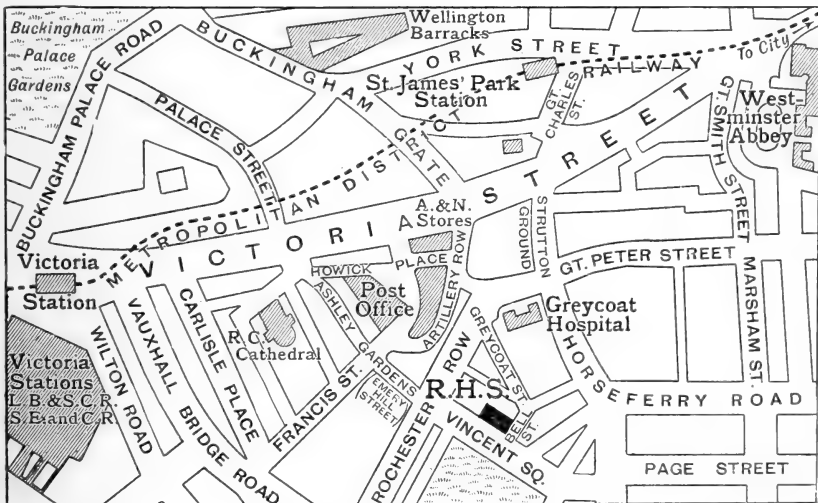 Buckingham
Palace
Gardens
BUCKINGHAM PALACE ROAD
BUCKINGHAM GRATE
Wellington
Barracks
YORK STREET
To City
St. James' Park
Station
RAILWAY
GT.
CHARLES
ST.
GT. SMITH STREET
West-
minster
Abbey
PALACE STREET
METROPOLITAN DISTRICT
VICTORIA STREET
A. & N.
Stores
STRUTTON
GROUND
Victoria
Station
HOWICK PLACE
ARTILLERY ROW
GT. PETER STREET
MARSHAM ST.
Post
Office
ASHLEY GARDENS
R.C.
Cathedral
Greycoat
Hospital
GREYCOAT ST.
CARLISLE PLACE
VAUXHALL BRIDGE ROAD
WILTON ROAD
Victoria
Stations
L.B. & S.C.R.
S.E. and C.R.
FRANCIS ST.
EMERY
HILL
STREET
ROCHESTER ROW
R.H.S.
BELL ST.
VINCENT SQ.
HORSEFERRY ROAD
PAGE STREET